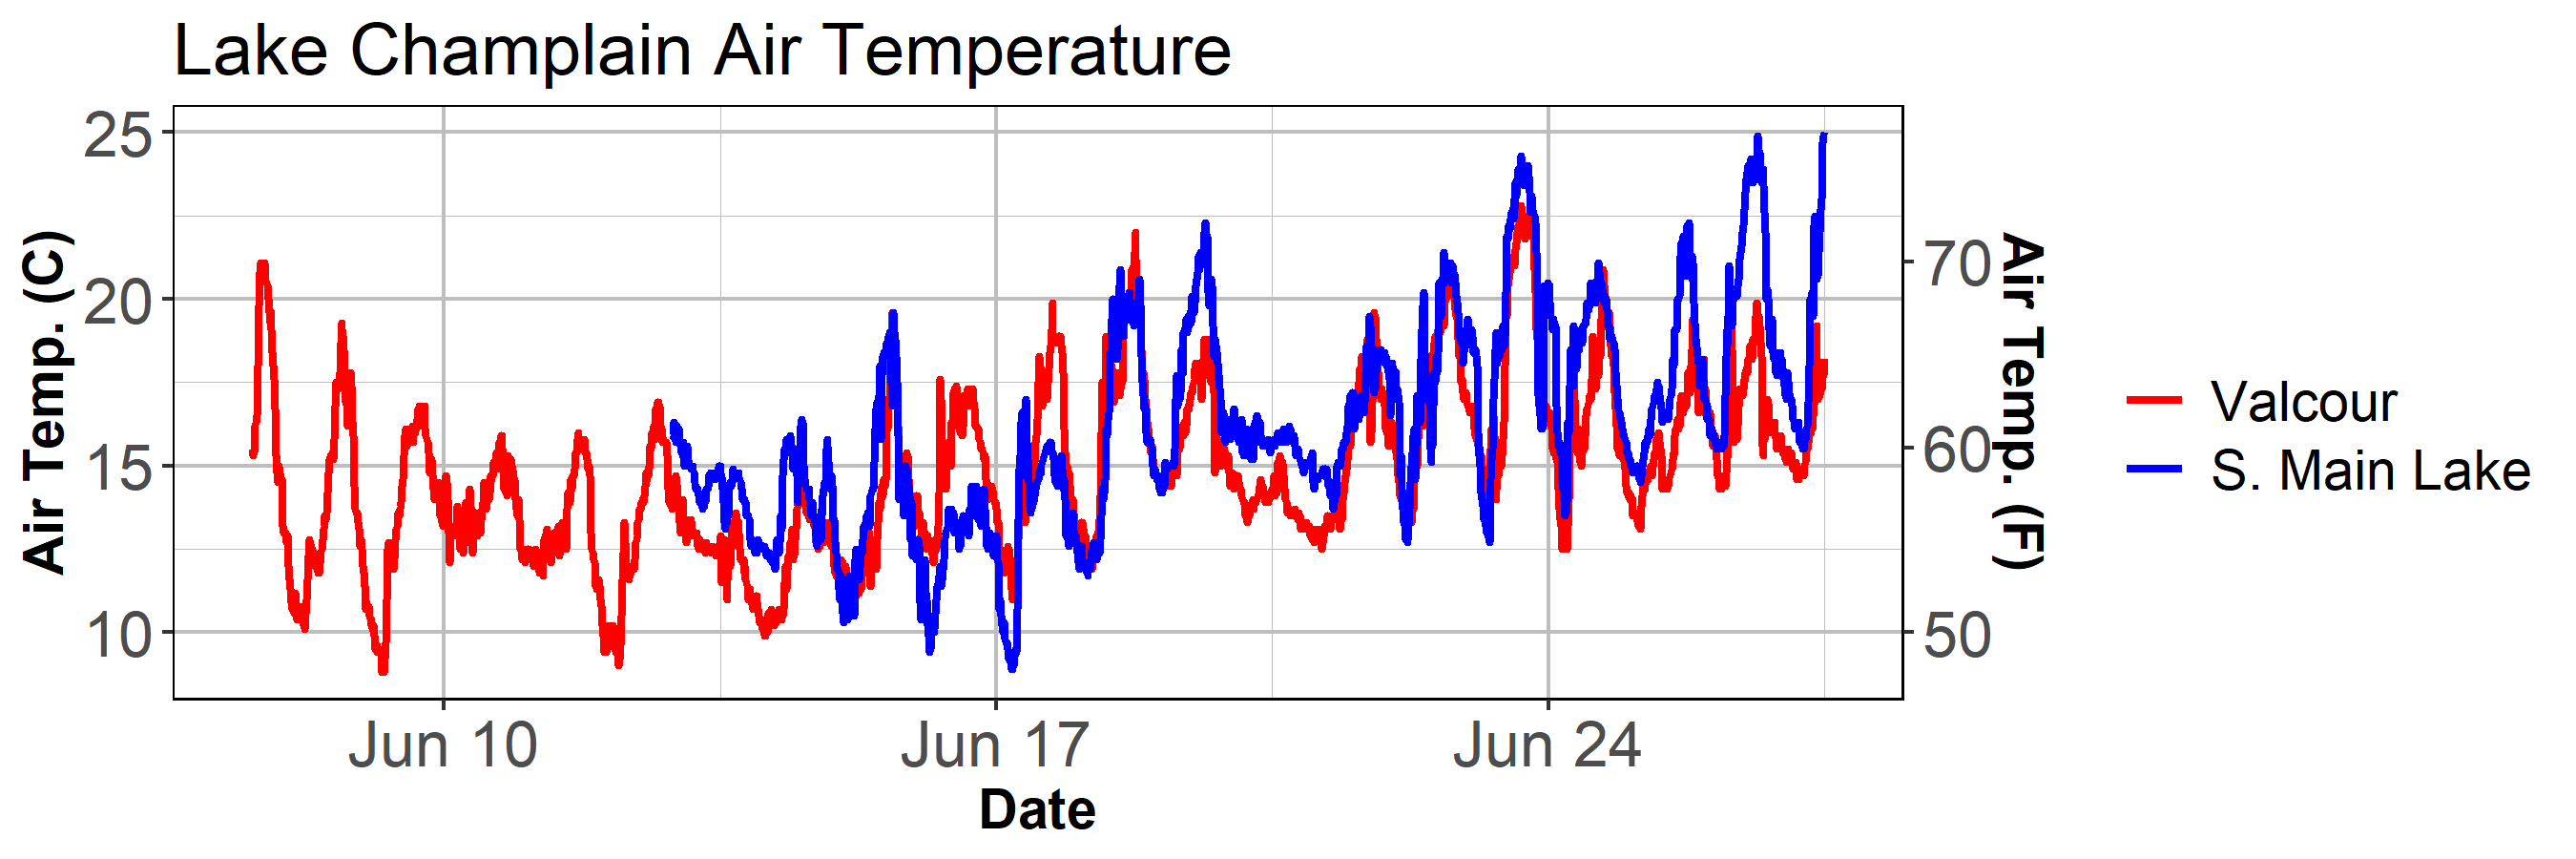 Lake Champlain Air Temperature
Air Temp. (C)
25
20
15
10
70
60
50
Air Temp. (F)
Jun 10
Jun 17
Jun 24
Date
Valcour
S. Main Lake